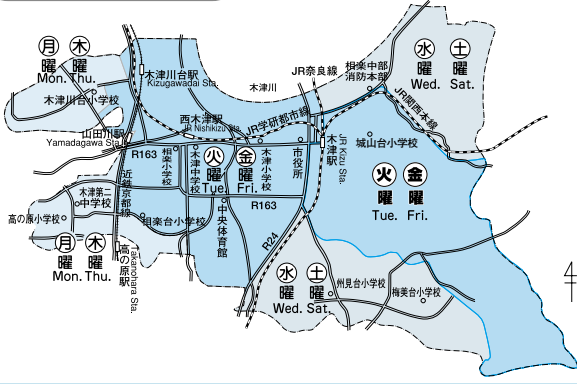 月曜 木曜
Mon. Thu.
木津川台駅
Kizugawadai Sta.
木津川
JR奈良線
相楽中部
消防本部
水曜 土曜
Wed. Sat.
木津川台小学校
山田川駅
Yamadagawa Sta.
西木津駅
JR Nishikizu Sta.
JR学研都市線
JR関西本線
R163
相楽小学校
木津中学校
火曜 金曜
Tue. Fri.
木津小学校
市役所
木津駅
JR Kizu Sta.
城山台小学校
火曜 金曜
Tue. Fri.
近鉄京都線
木津第二
中学校
高の原小学校
相楽台小学校
中央体育館
R163
R24
月曜 木曜
Mon. Thu.
高の原駅
Takanohara Sta.
水曜 土曜
Wed. Sat.
州見台小学校
梅美台小学校